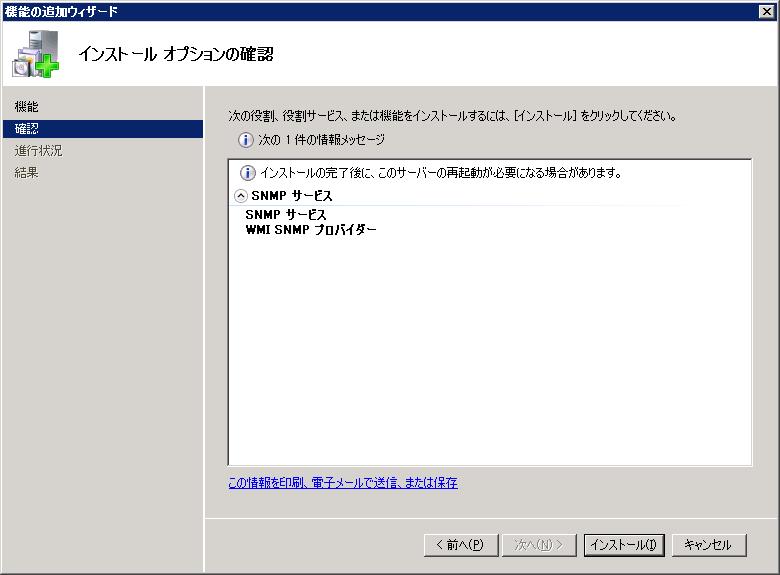 機能の追加ウィザード
インストール オプションの確認
機能
確認
進行状況
結果
次の役割、役割サービス、または機能をインストールするには、[インストール] をクリックしてください。
次の 1 件の情報メッセージ
インストールの完了後に、このサーバーの再起動が必要になる場合があります。
SNMP サービス
SNMP サービス
WMI SNMP プロバイダー
この情報を印刷、電子メールで送信、または保存
< 前へ(P)
次へ(N) >
インストール(I)
キャンセル